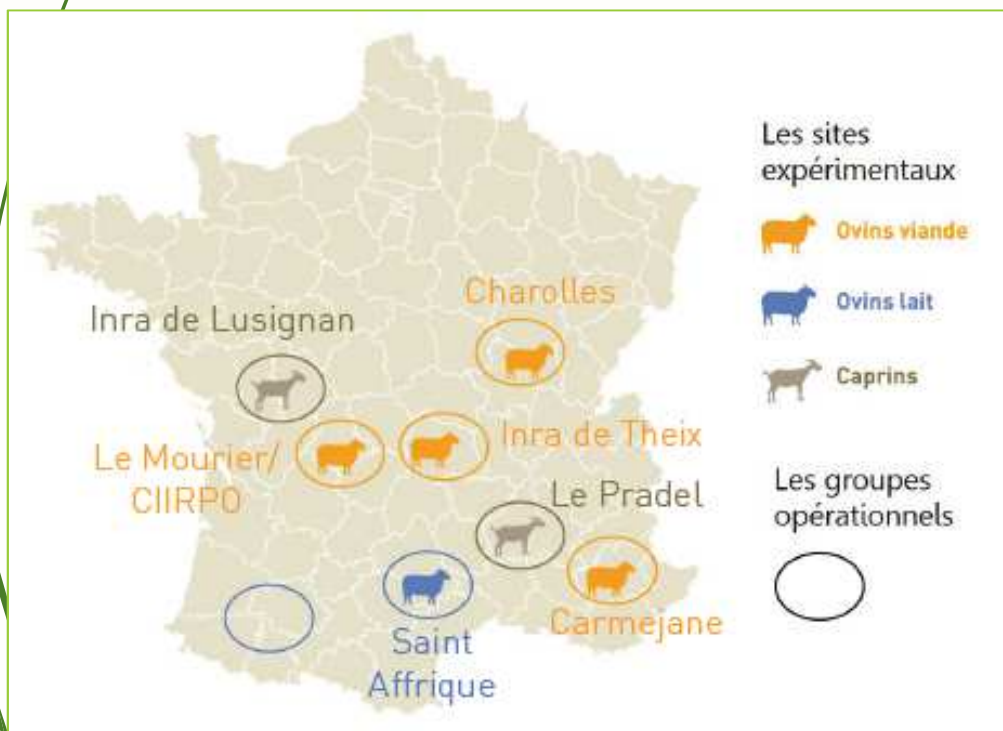 Les sites
expérimentaux
Ovins viande
Ovins lait
Caprins
Les groupes
opérationnels
Charolles
Inra de Lusignan
Le Mourier/
CIIRPO
Inra de Theix
Le Pradel
Carmejane
Saint
Affrique